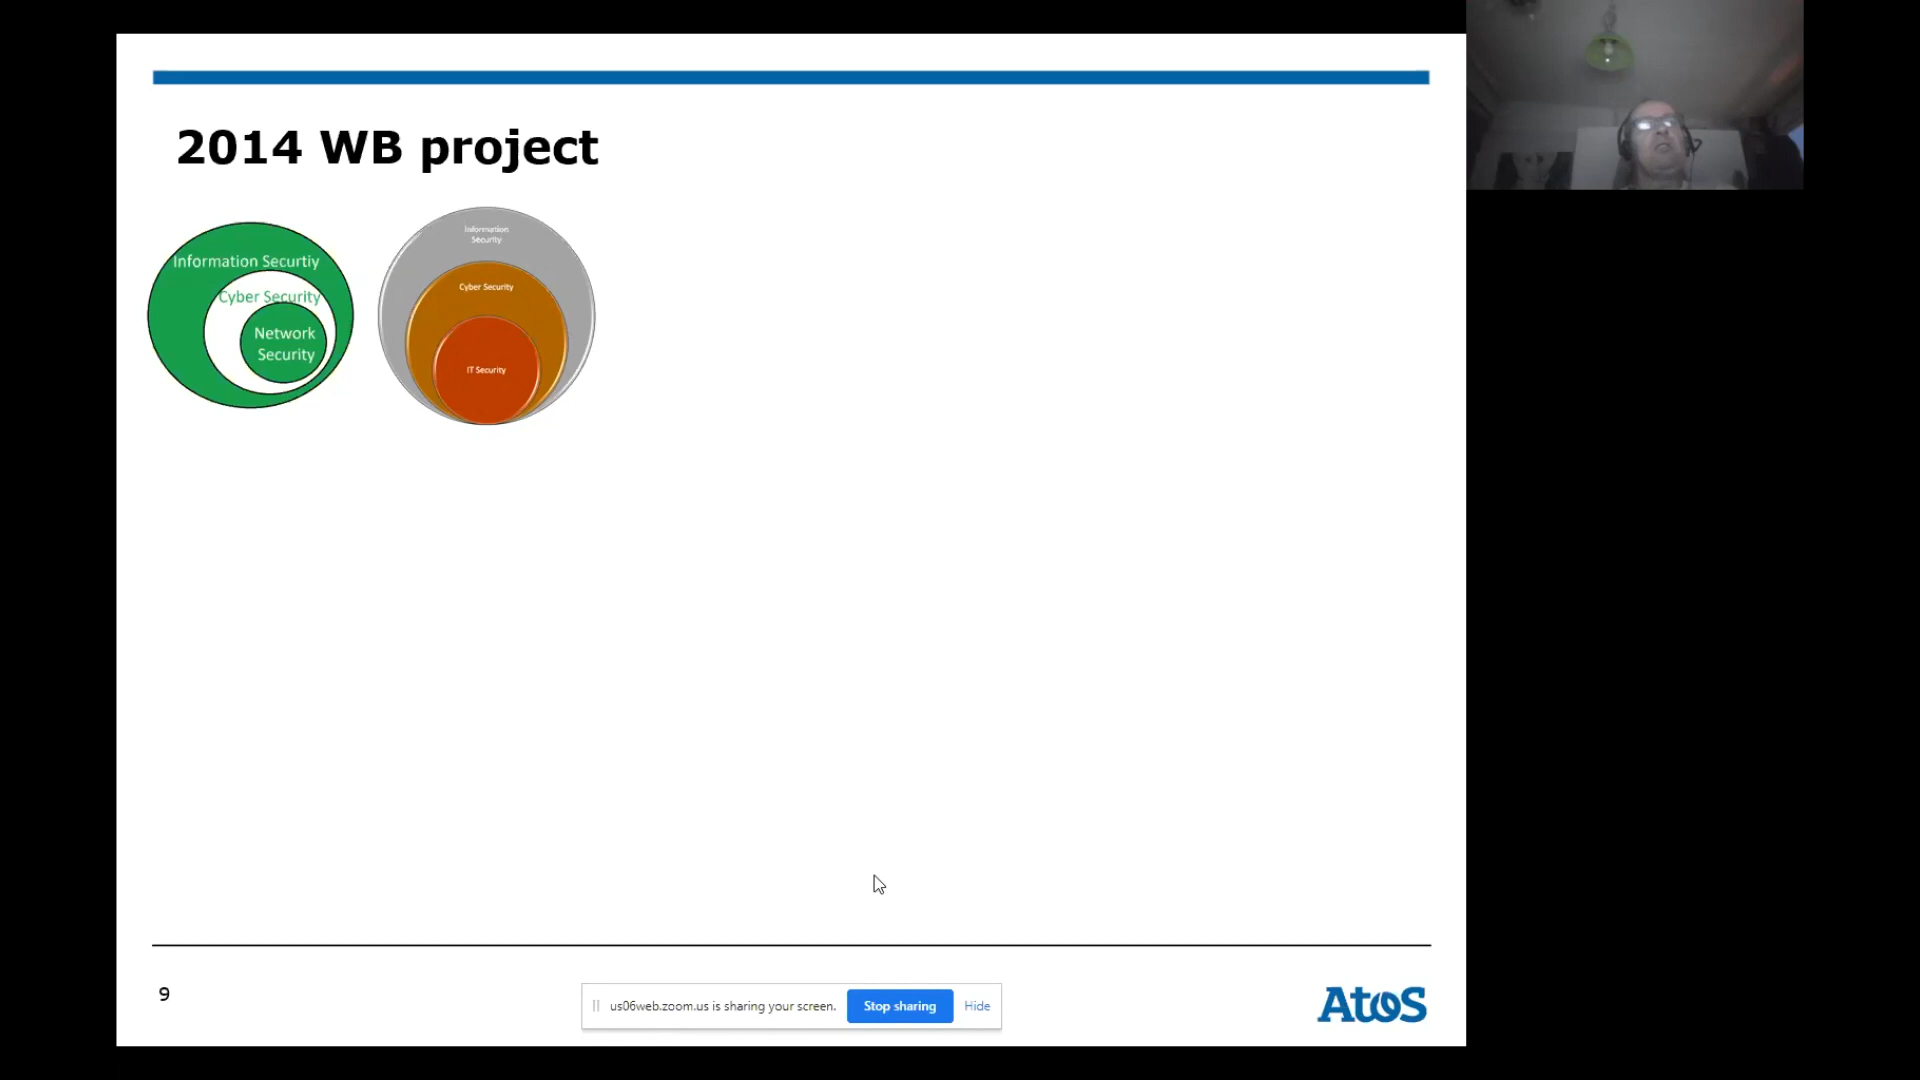 2014 WB project
Information Securtiy
Cyber Security
Network
Security
Information
Security
Cyber Security
IT Security
9
us06web.zoom.us is sharing your screen.
Stop sharing
Hide
Atos